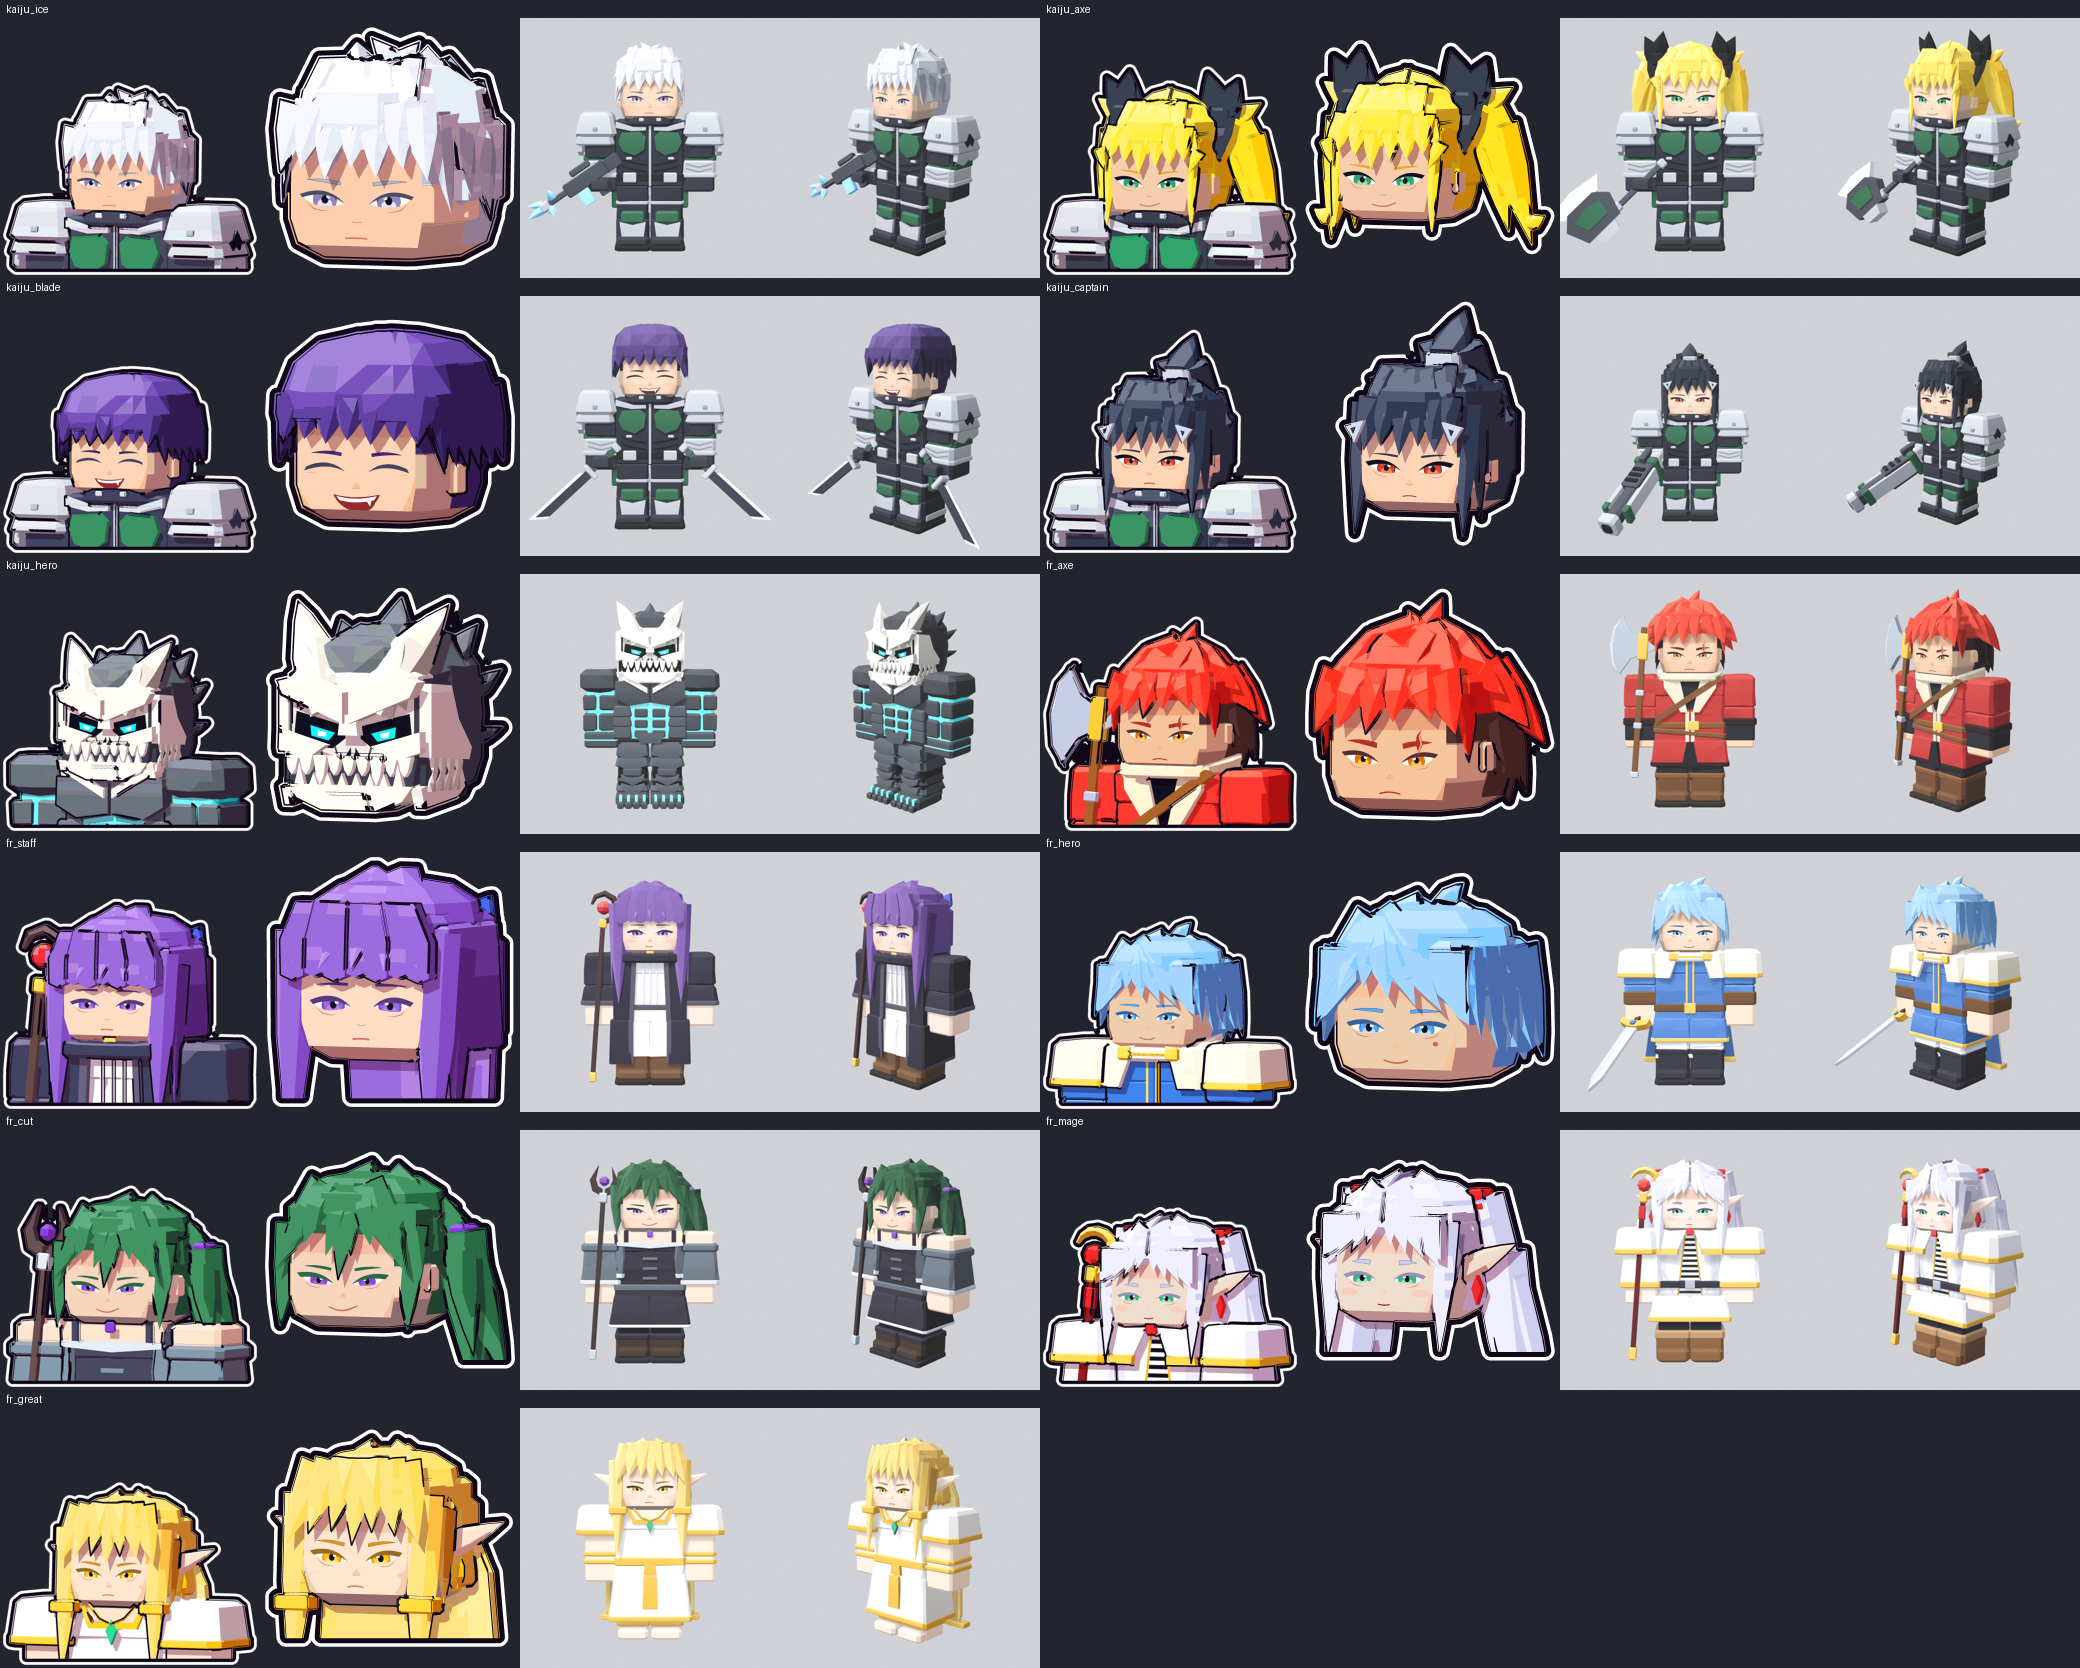 kaiju_ice
kaiju_axe
kaiju_blade
kaiju_captain
kaiju_hero
fr_axe
fr_staff
fr_hero
fr_cut
fr_mage
fr_great